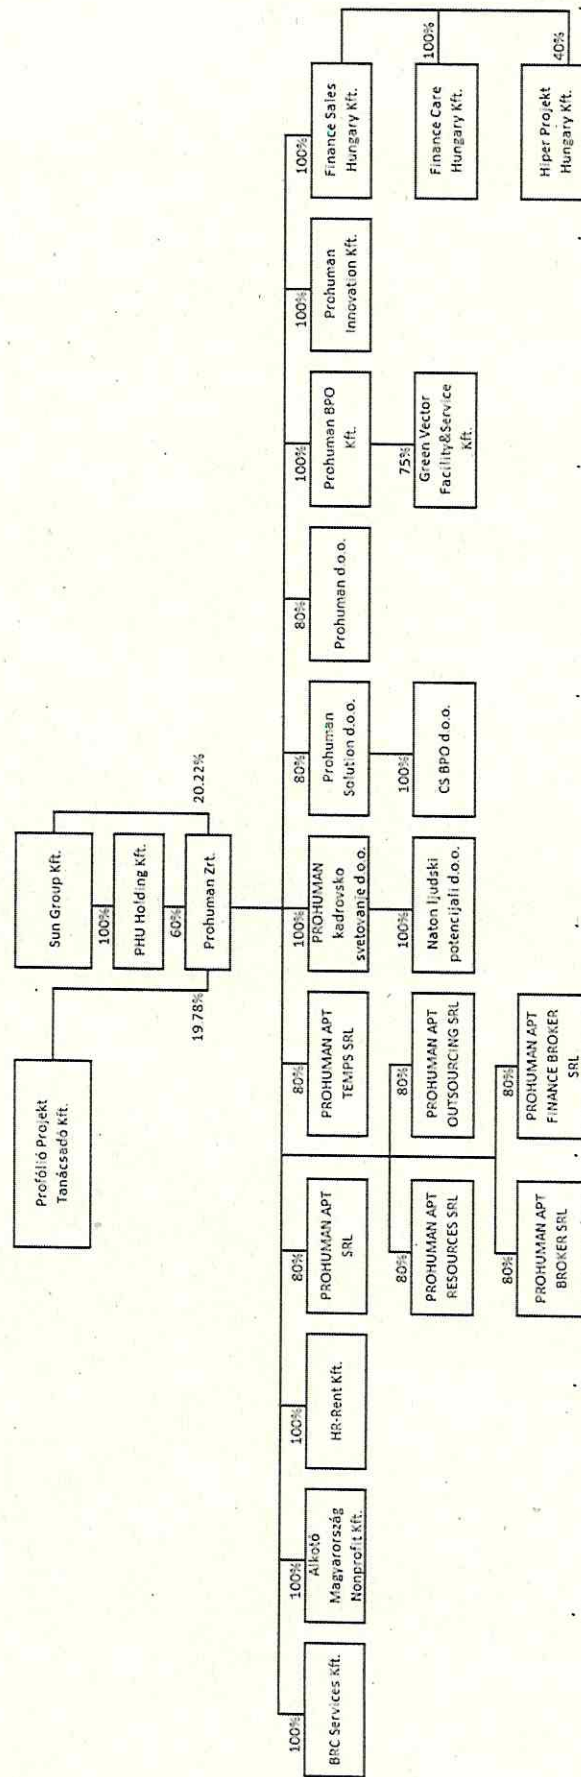 Profólió Projekt
Tanácsadó Kft.
Sun Group Kft.
100%
PHU Holding Kft.
60%
Prohuman Zrt.
19.78%
20.22%
100%
BRC Services Kft.
100%
Alkotó
Magyarország
Nonprofit Kft.
100%
HR-Rent Kft.
80%
PROHUMAN APT
SRL
80%
PROHUMAN APT
TEMPS SRL
100%
PROHUMAN
kadrovsko
svetovanje d.o.o.
80%
Prohuman
Solution d.o.o.
80%
Prohuman d.o.o.
100%
Prohuman BPO
Kft.
100%
Prohuman
Innovation Kft.
100%
Finance Sales
Hungary Kft.
80%
PROHUMAN APT
RESOURCES SRL
80%
PROHUMAN APT
OUTSOURCING SRL
100%
Naton ljudski
potencijali d.o.o.
100%
CS BPO d.o.o.
75%
Green Vector
Facility&Service
Kft.
100%
Finance Care
Hungary Kft.
80%
PROHUMAN APT
BROKER SRL
80%
PROHUMAN APT
FINANCE BROKER
SRL
40%
Hiper Projekt
Hungary Kft.